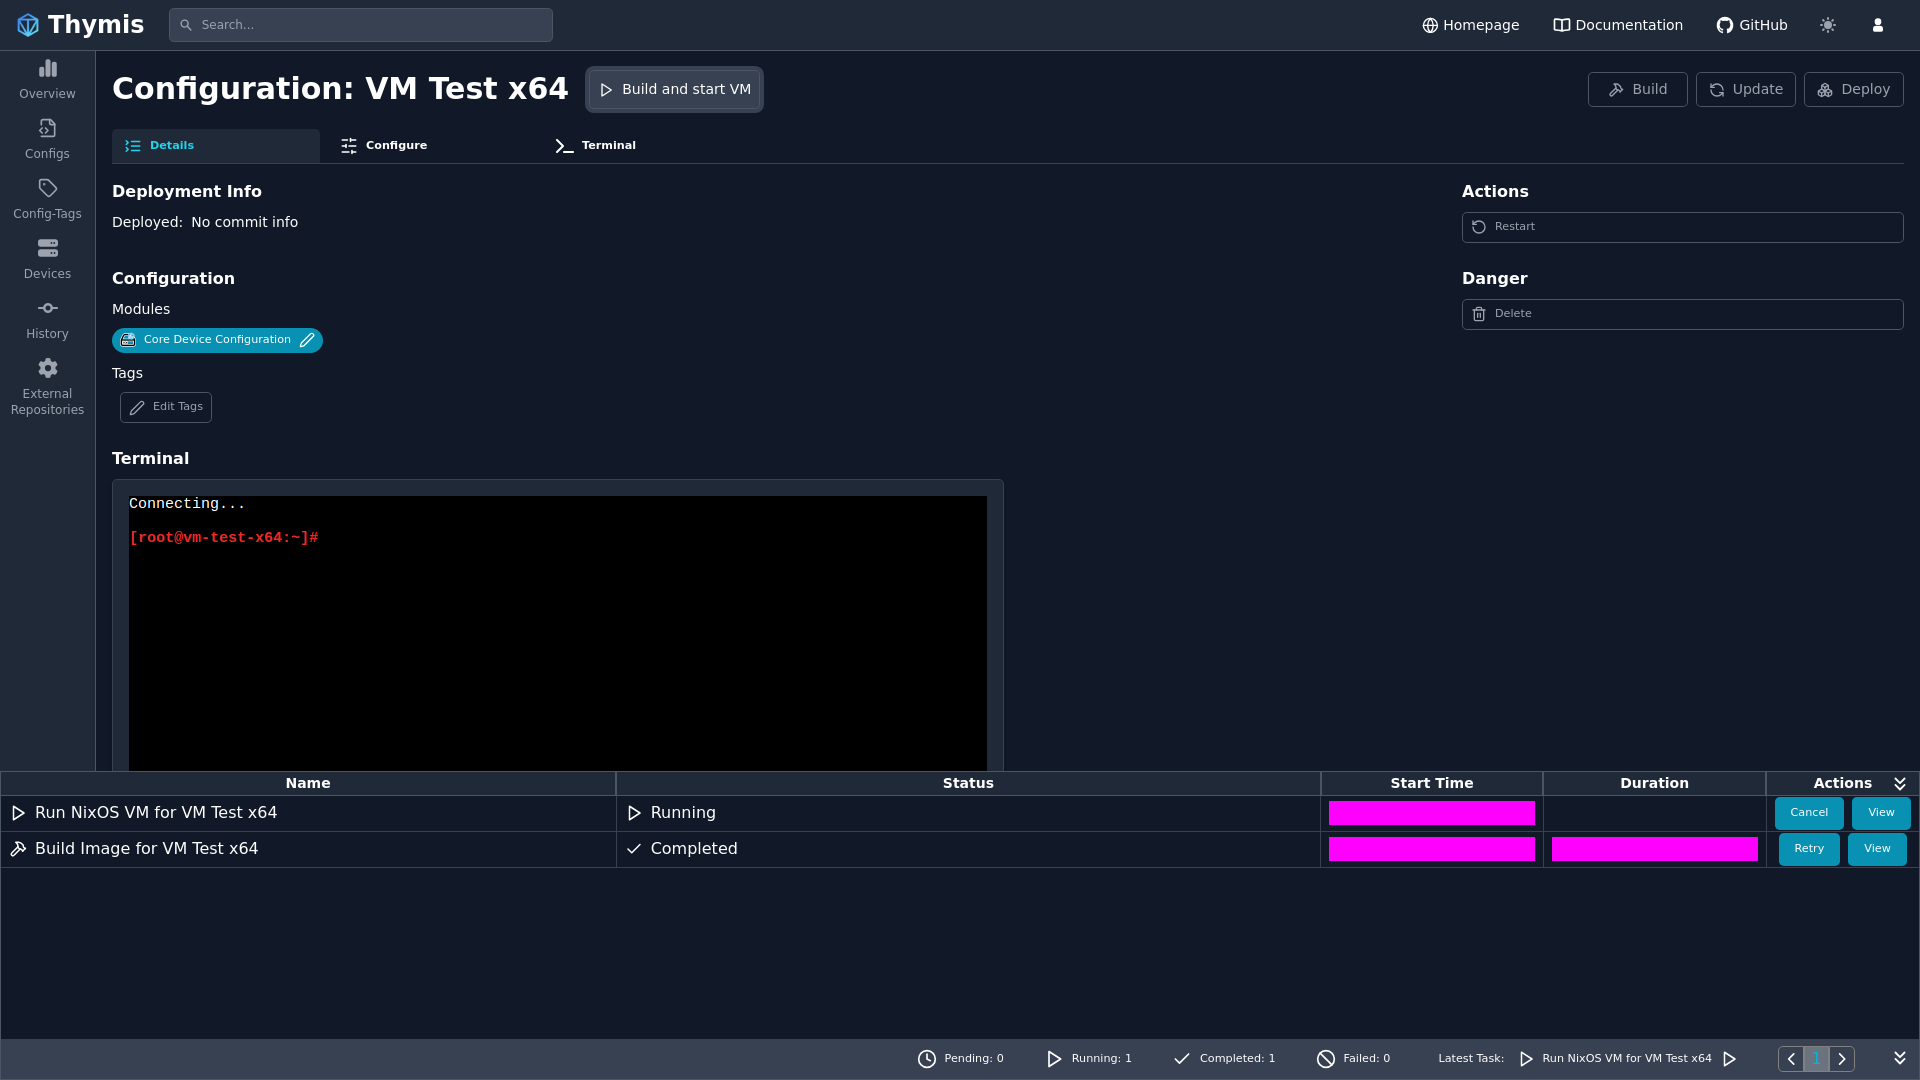 Thymis
Search...
Homepage
Documentation
GitHub
Overview
Configs
Config-Tags
Devices
History
External
Repositories
Configuration: VM Test x64
Build and start VM
Build
Update
Deploy
Details
Configure
Terminal
Deployment Info
Deployed: No commit info
Configuration
Modules
Core Device Configuration
Tags
Edit Tags
Actions
Restart
Danger
Delete
Terminal
Connecting...
[root@vm-test-x64:~]#
Name Status Start Time Duration Actions
Run NixOS VM for VM Test x64 Running Cancel View
Build Image for VM Test x64 Completed Retry View
Pending: 0 Running: 1 Completed: 1 Failed: 0 Latest Task: Run NixOS VM for VM Test x64 1